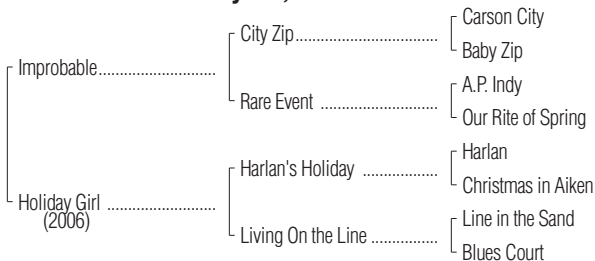 Carson City
City Zip
Baby Zip
Improbable
A.P. Indy
Rare Event
Our Rite of Spring
Harlan
Harlan's Holiday
Christmas in Aiken
Holiday Girl
(2006)
Line in the Sand
Living On the Line
Blues Court